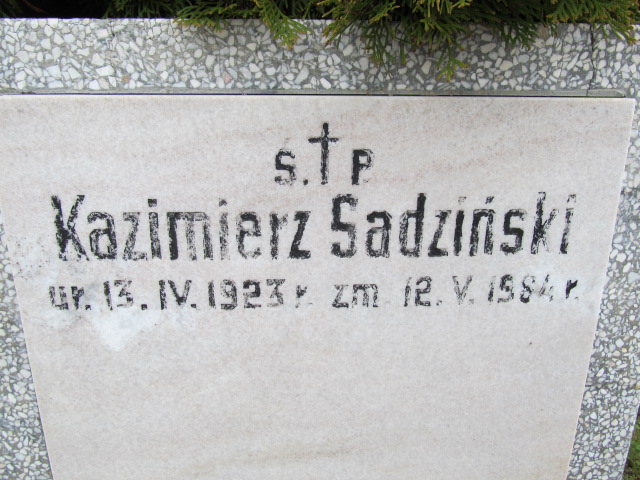 Ś. † P
Kazimierz Sadziński
ur. 13. IV. 1923 r. zm. 12. V. 1984 r.